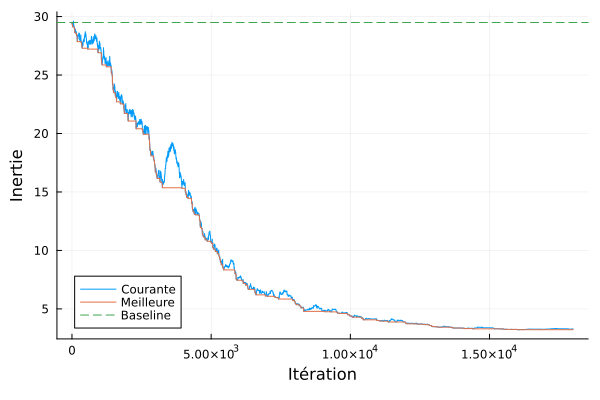 30
25
20
15
10
5
Inertie
Courante
Meilleure
Baseline
0 5.00×10³ 1.00×10⁴ 1.50×10⁴
Itération